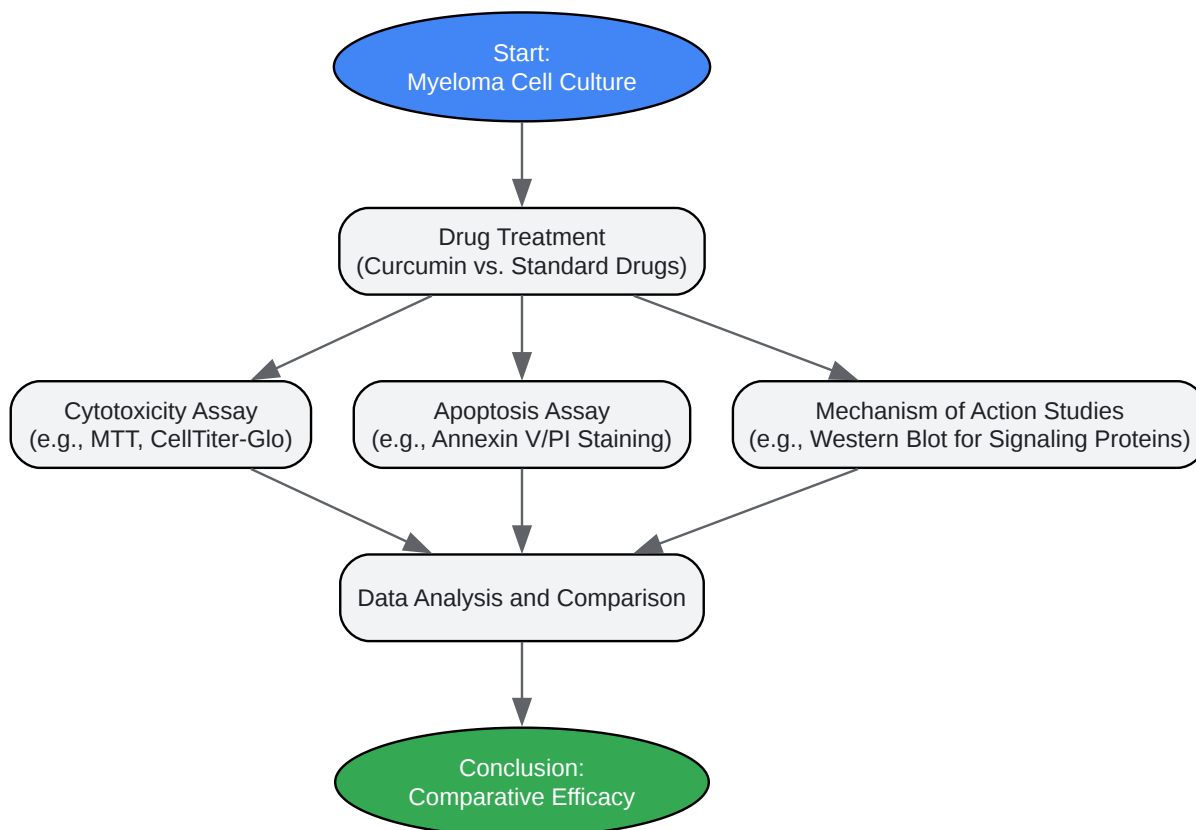 Start:
Myeloma Cell Culture
Drug Treatment
(Curcumin vs. Standard Drugs)
Cytotoxicity Assay
(e.g., MTT, CellTiter-Glo)
Apoptosis Assay
(e.g., Annexin V/PI Staining)
Mechanism of Action Studies
(e.g., Western Blot for Signaling Proteins)
Data Analysis and Comparison
Conclusion:
Comparative Efficacy